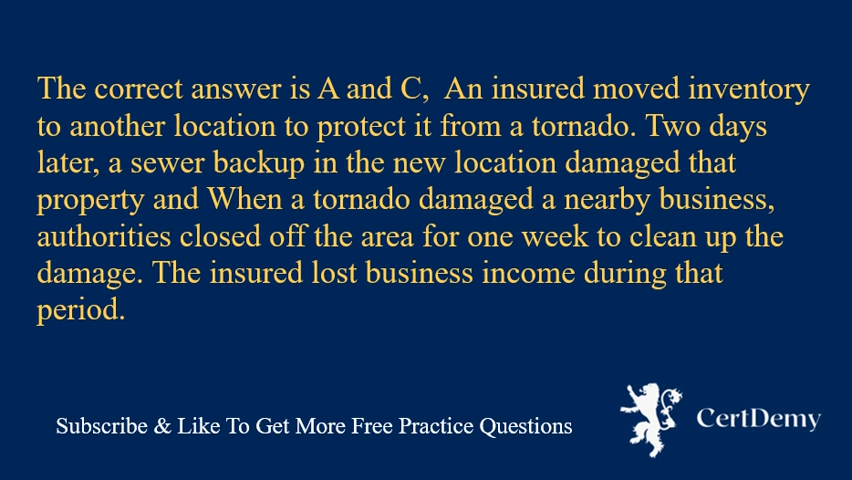 The correct answer is A and C,  An insured moved inventory
to another location to protect it from a tornado. Two days
later, a sewer backup in the new location damaged that
property and When a tornado damaged a nearby business,
authorities closed off the area for one week to clean up the
damage. The insured lost business income during that
period.
Subscribe & Like To Get More Free Practice Questions
CertDemy